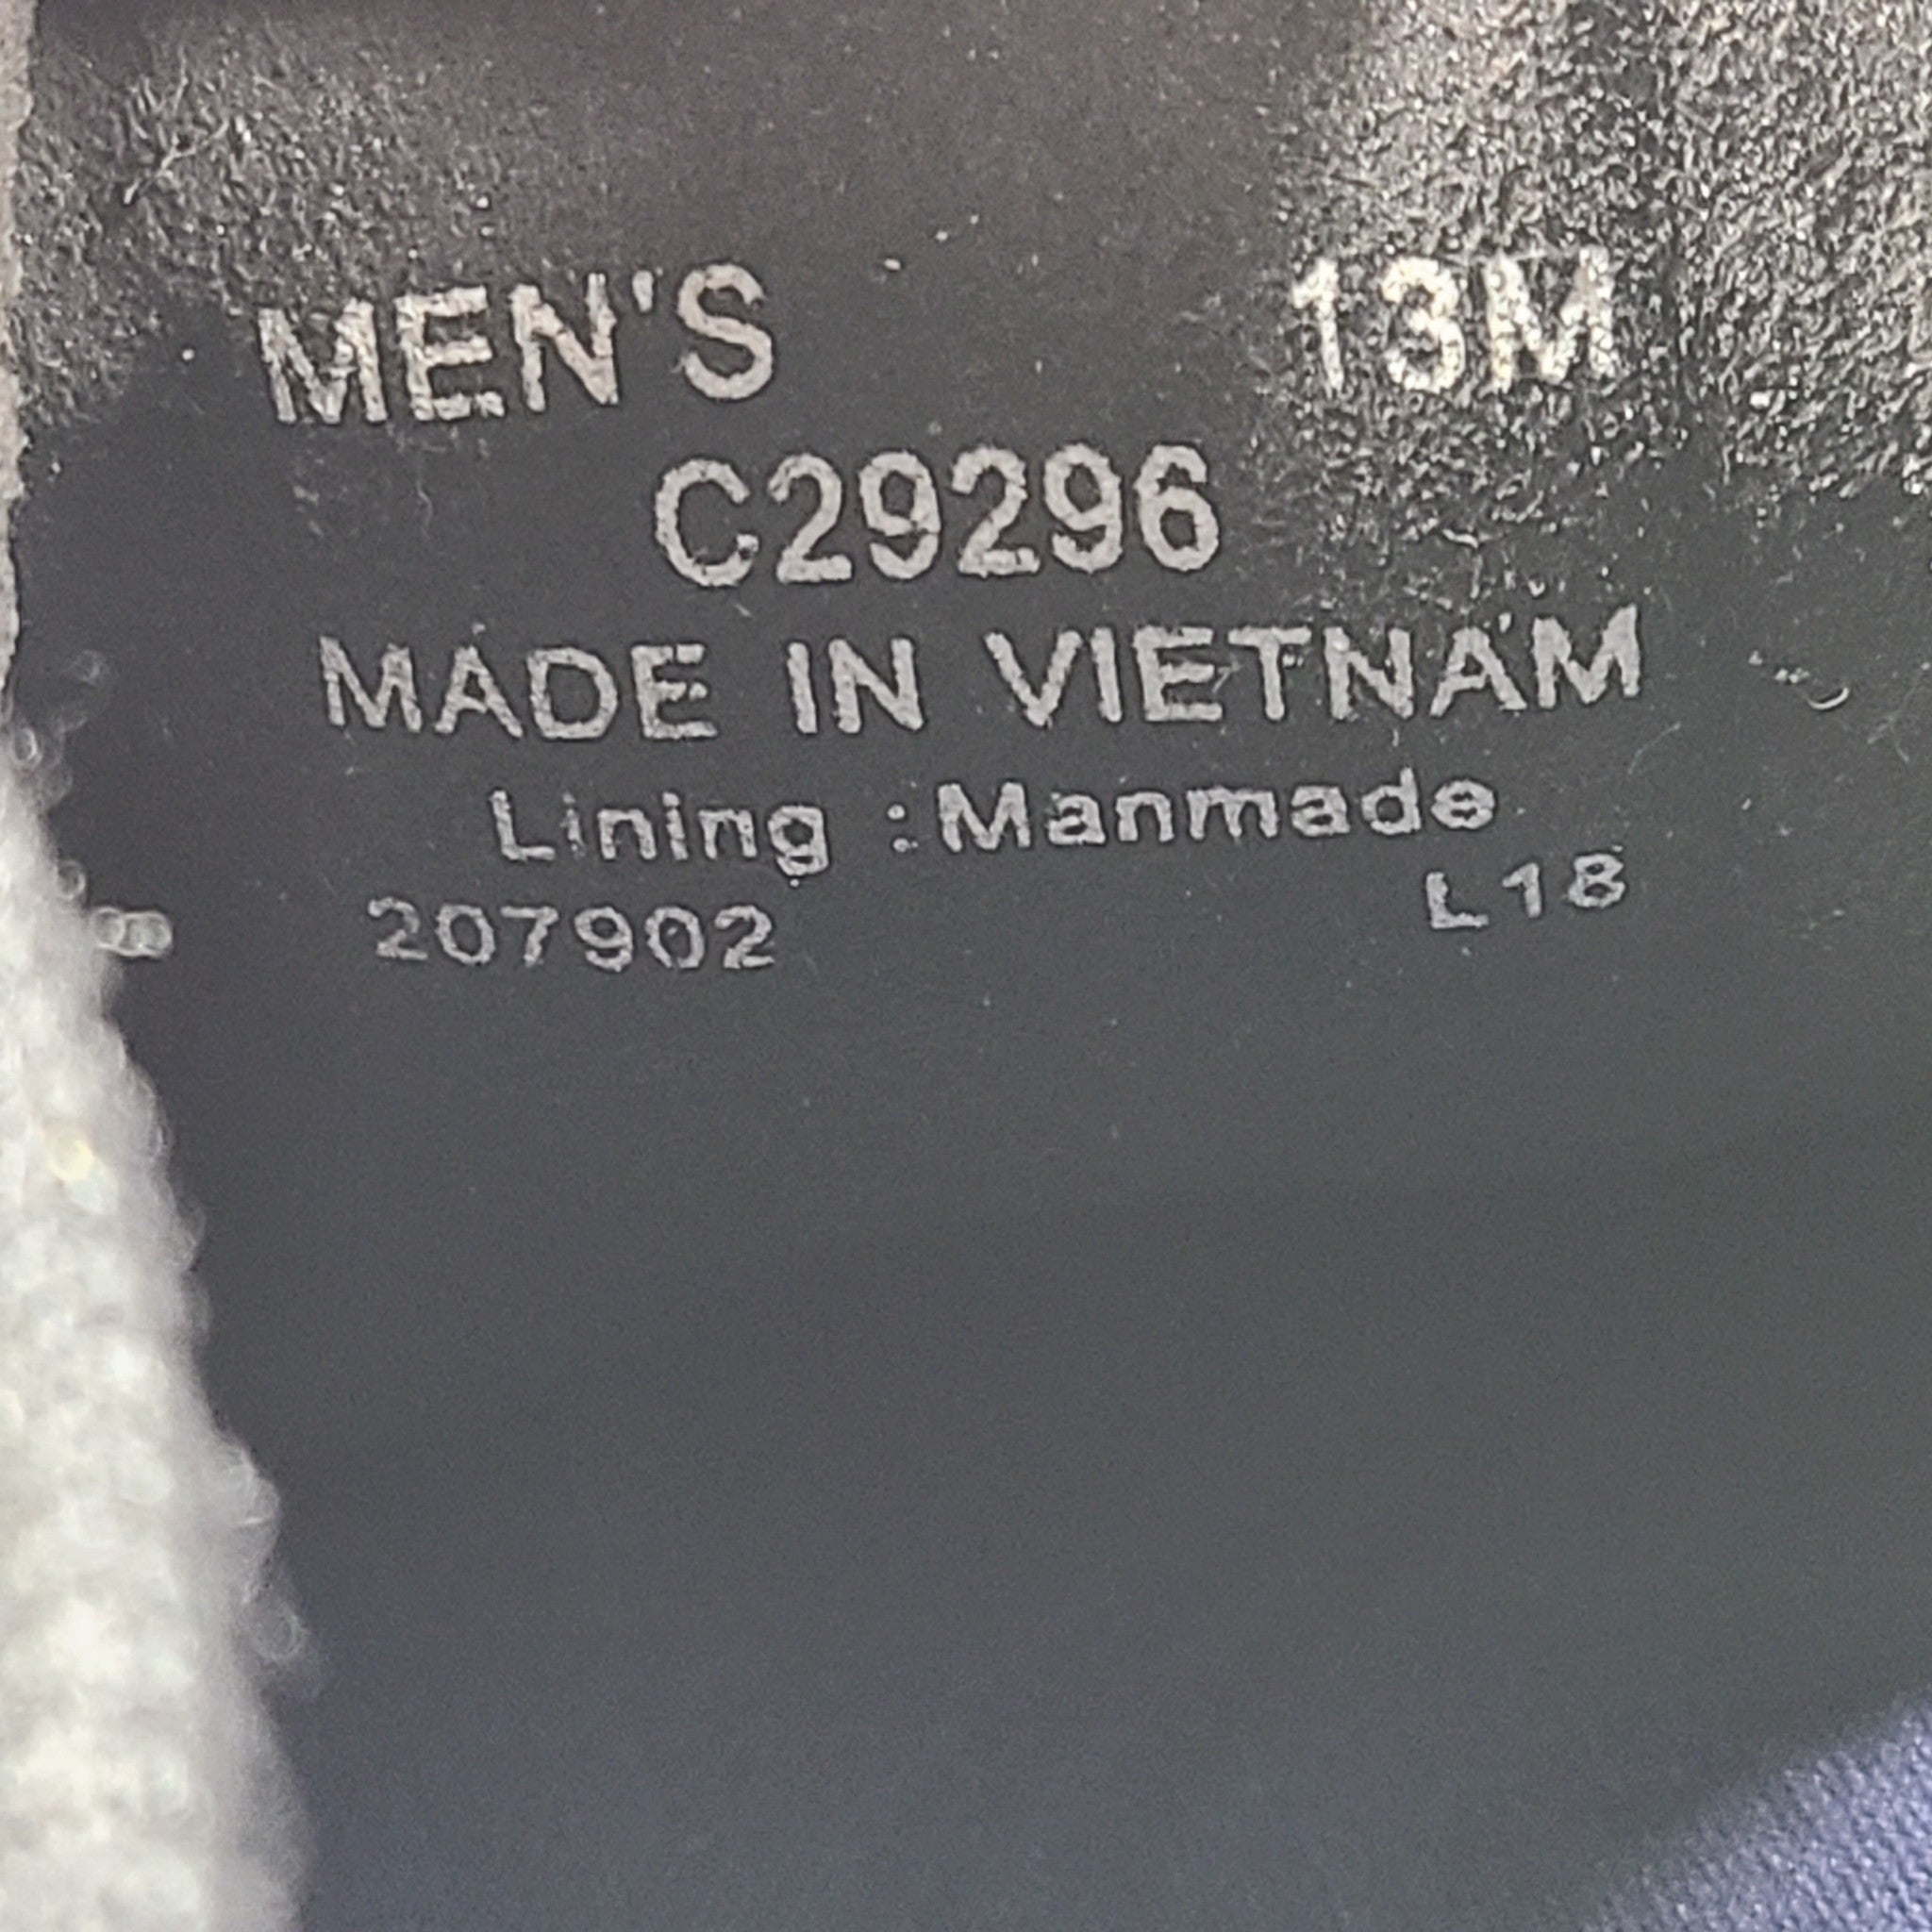 MEN'S 13M
C29296
MADE IN VIETNAM
Lining :Manmade
207902 L18